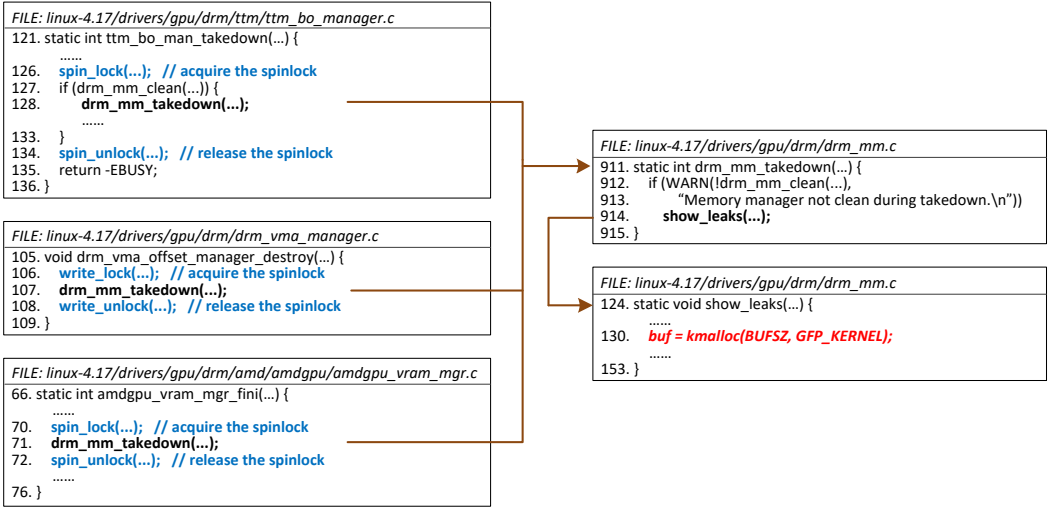 FILE: linux-4.17/drivers/gpu/drm/ttm/ttm_bo_manager.c
121. static int ttm_bo_man_takedown(…) {
……
126. spin_lock(...); // acquire the spinlock
127. if (drm_mm_clean(...)) {
128. drm_mm_takedown(...);
……
133. }
134. spin_unlock(...); // release the spinlock
135. return -EBUSY;
136. }
FILE: linux-4.17/drivers/gpu/drm/drm_vma_manager.c
105. void drm_vma_offset_manager_destroy(…) {
106. write_lock(...); // acquire the spinlock
107. drm_mm_takedown(...);
108. write_unlock(...); // release the spinlock
109. }
FILE: linux-4.17/drivers/gpu/drm/amd/amdgpu/amdgpu_vram_mgr.c
66. static int amdgpu_vram_mgr_fini(…) {
……
70. spin_lock(...); // acquire the spinlock
71. drm_mm_takedown(...);
72. spin_unlock(...); // release the spinlock
……
76. }
FILE: linux-4.17/drivers/gpu/drm/drm_mm.c
911. static int drm_mm_takedown(…) {
912. if (WARN(!drm_mm_clean(...),
913. “Memory manager not clean during takedown.\n”))
914. show_leaks(...);
915. }
FILE: linux-4.17/drivers/gpu/drm/drm_mm.c
124. static void show_leaks(…) {
……
130. buf = kmalloc(BUFSZ, GFP_KERNEL);
……
153. }